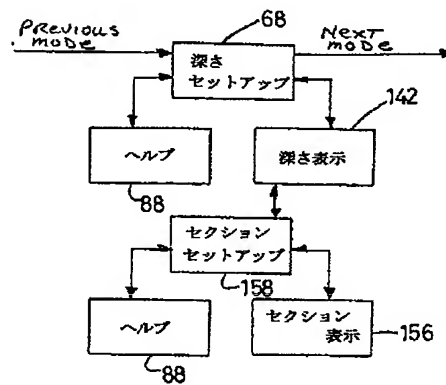 PREVIOUS
MODE
68
NEXT
MODE
深さ
セットアップ
142
ヘルプ
深さ表示
88
セクション
セットアップ
158
ヘルプ
セクション
表示
156
88